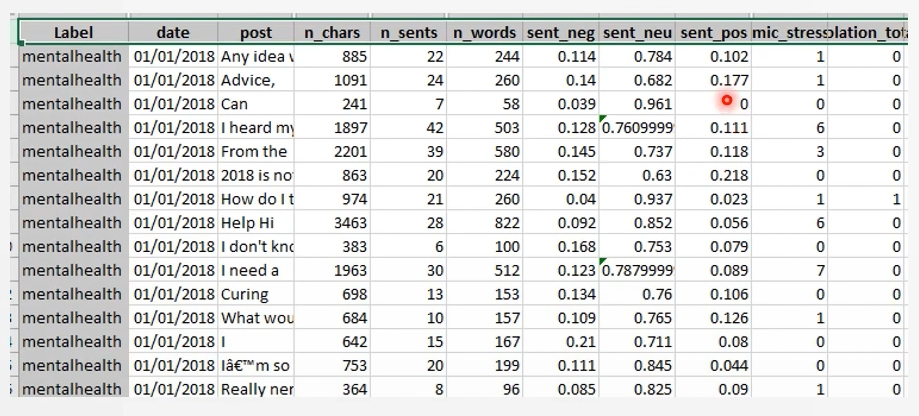 Label date post n_chars n_sents n_words sent_neg sent_neu sent_pos mic_stress olation_tot
mentalhealth 01/01/2018 Any idea 885 22 244 0.114 0.784 0.102 1 0
mentalhealth 01/01/2018 Advice, 1091 24 260 0.14 0.682 0.177 1 0
mentalhealth 01/01/2018 Can 241 7 58 0.039 0.961 0 0 0
mentalhealth 01/01/2018 I heard my 1897 42 503 0.128 0.7609999 0.111 6 0
mentalhealth 01/01/2018 From the 2201 39 580 0.145 0.737 0.118 3 0
mentalhealth 01/01/2018 2018 is no 863 20 224 0.152 0.63 0.218 0 0
mentalhealth 01/01/2018 How do I t 974 21 260 0.04 0.937 0.023 1 1
mentalhealth 01/01/2018 Help Hi 3463 28 822 0.092 0.852 0.056 6 0
mentalhealth 01/01/2018 I don't kno 383 6 100 0.168 0.753 0.079 0 0
mentalhealth 01/01/2018 I need a 1963 30 512 0.123 0.7879999 0.089 7 0
mentalhealth 01/01/2018 Curing 698 13 153 0.134 0.76 0.106 0 0
mentalhealth 01/01/2018 What wou 684 10 157 0.109 0.765 0.126 1 0
mentalhealth 01/01/2018 I 642 15 167 0.21 0.711 0.08 0 0
mentalhealth 01/01/2018 Iâ€™m so 753 20 199 0.111 0.845 0.044 0 0
mentalhealth 01/01/2018 Really ner 364 8 96 0.085 0.825 0.09 1 0